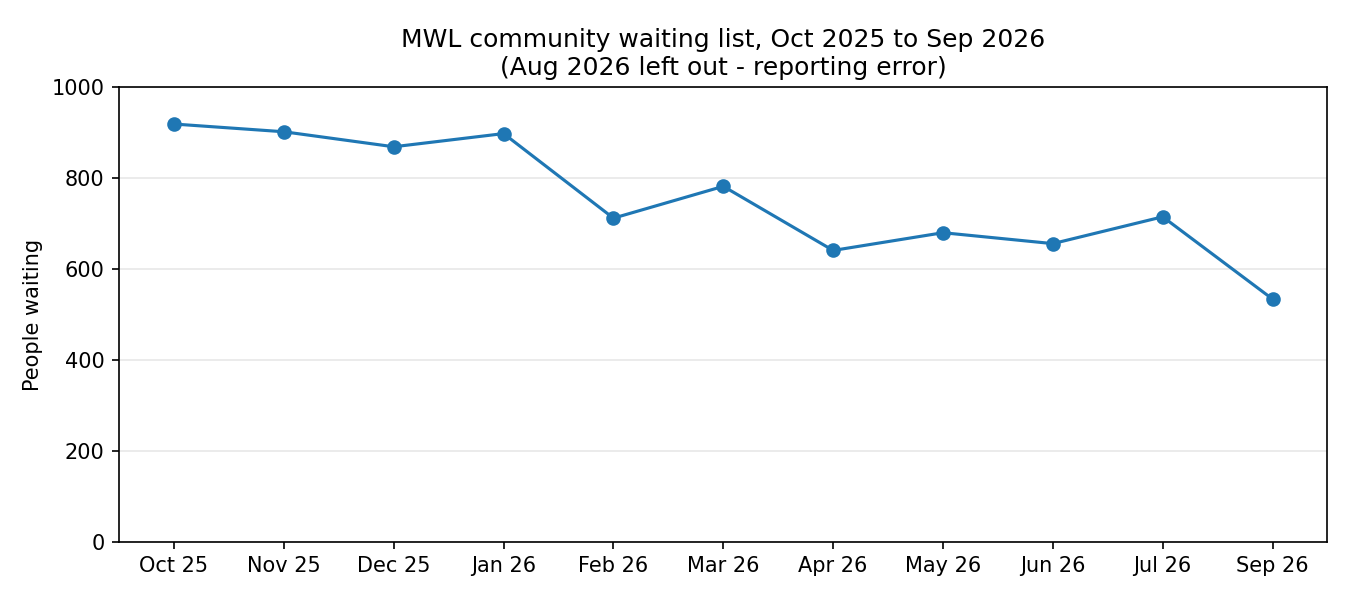 MWL community waiting list, Oct 2025 to Sep 2026
(Aug 2026 left out - reporting error)
People waiting
1000
800
600
400
200
0
Oct 25 Nov 25 Dec 25 Jan 26 Feb 26 Mar 26 Apr 26 May 26 Jun 26 Jul 26 Sep 26